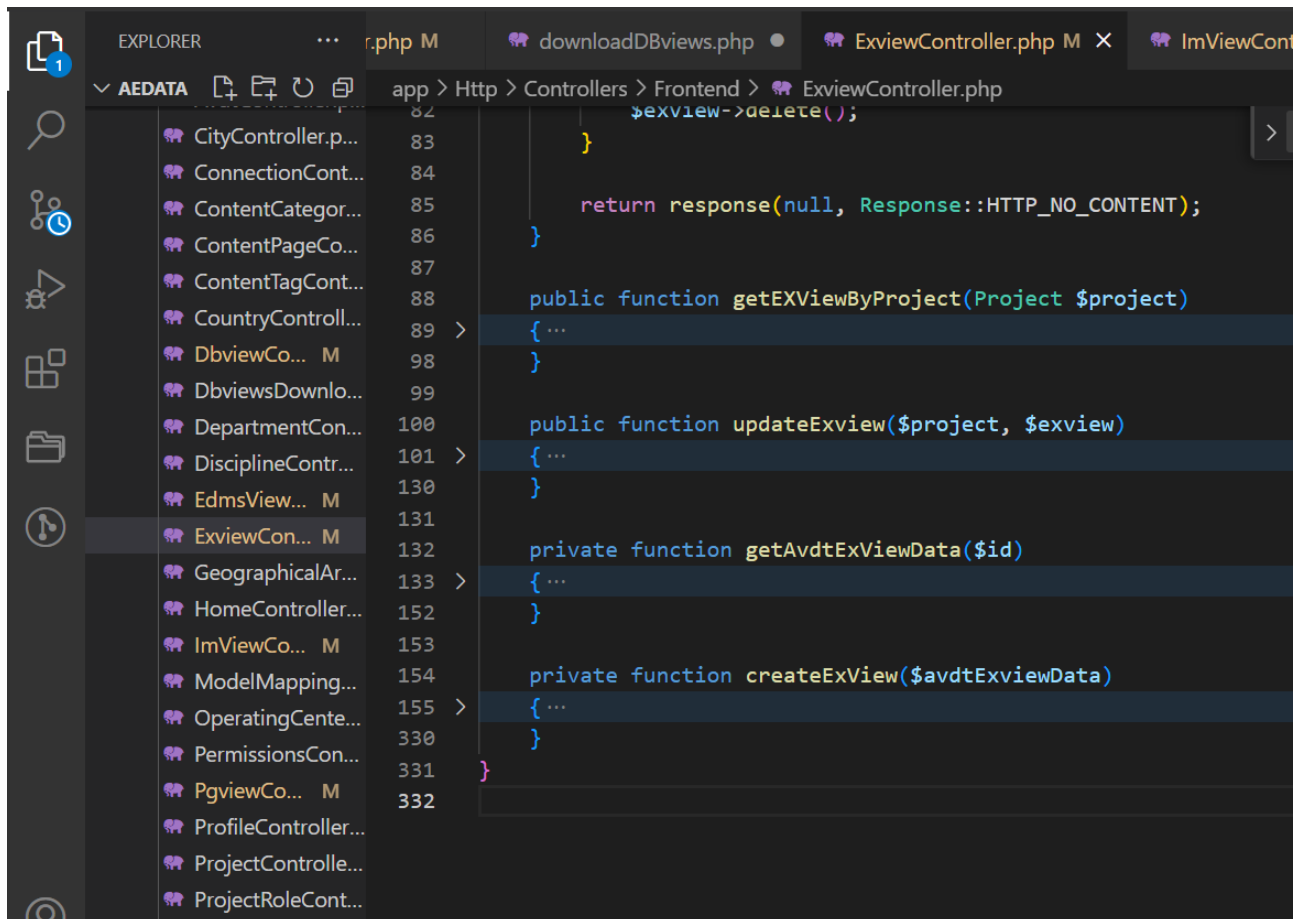 EXPLORER ···
r.php M
downloadDBviews.php ●
ExviewController.php M ×
ImViewCont
AEDATA
app > Http > Controllers > Frontend > ExviewController.php
1
CityController.p...
ConnectionCont...
ContentCategor...
ContentPageCo...
ContentTagCont...
CountryControll...
DbviewCo... M
DbviewsDownlo...
DepartmentCon...
DisciplineContr...
EdmsView... M
ExviewCon... M
GeographicalAr...
HomeController...
ImViewCo... M
ModelMapping...
OperatingCente...
PermissionsCon...
PgviewCo... M
ProfileController...
ProjectControlle...
ProjectRoleCont...
82 $exview->delete();
83 }
84
85 return response(null, Response::HTTP_NO_CONTENT);
86 }
87
88 public function getEXViewByProject(Project $project)
89 > { ···
98 }
99
100 public function updateExview($project, $exview)
101 > { ···
130 }
131
132 private function getAvdtExViewData($id)
133 > { ···
152 }
153
154 private function createExView($avdtExviewData)
155 > { ···
330 }
331 }
332